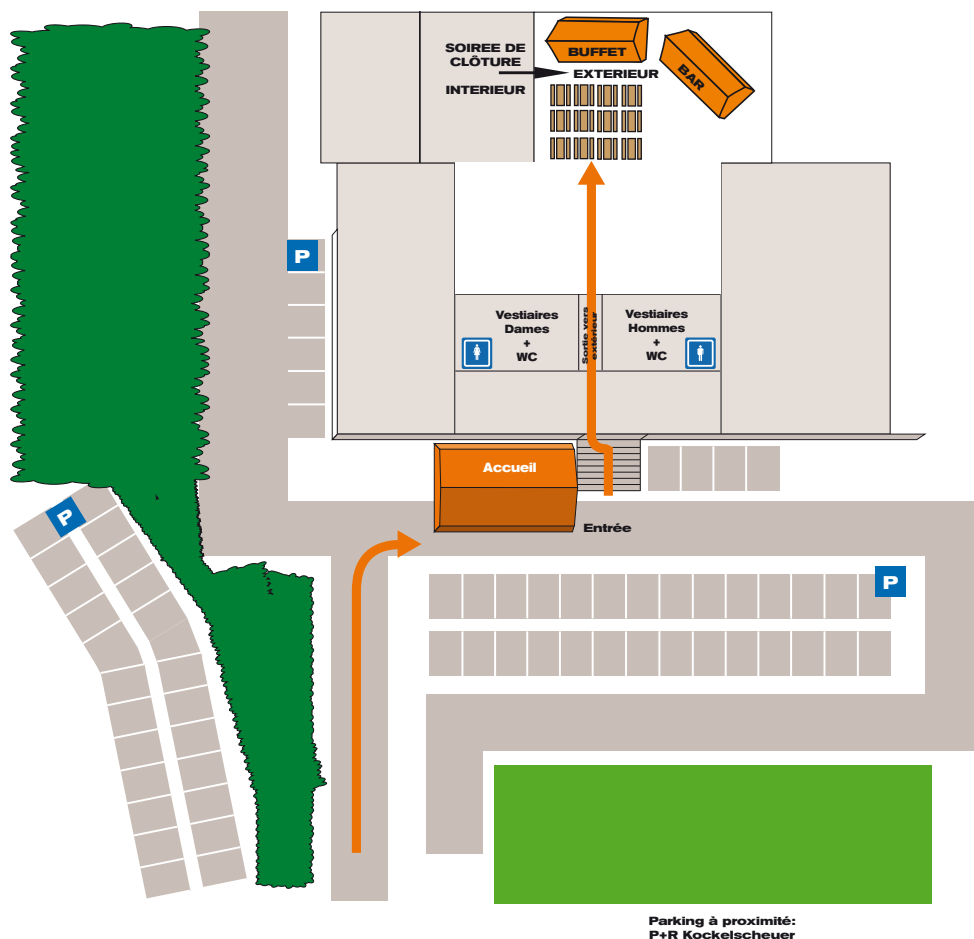 SOIREE DE
CLÔTURE
INTERIEUR
BUFFET
EXTERIEUR
BAR
P
Vestiaires
Dames
+
WC
Sortie vers
extérieur
Vestiaires
Hommes
+
WC
Accueil
Entrée
P
P
Parking à proximité:
P+R Kockelscheuer